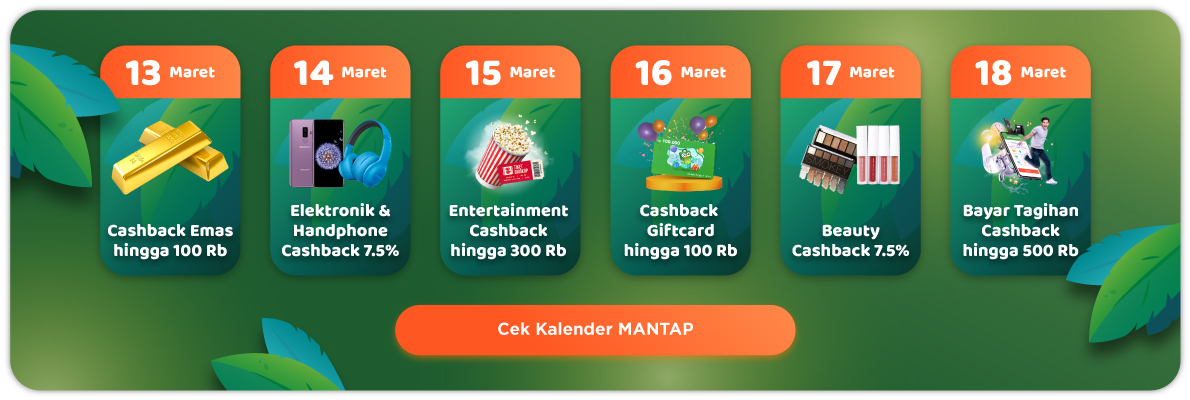 13 Maret
Cashback Emas
hingga 100 Rb
14 Maret
Elektronik &
Handphone
Cashback 7.5%
15 Maret
Entertainment
Cashback
hingga 300 Rb
16 Maret
100.000
Cashback
Giftcard
hingga 100 Rb
17 Maret
Beauty
Cashback 7.5%
18 Maret
Bayar Tagihan
Cashback
hingga 500 Rb
Cek Kalender MANTAP